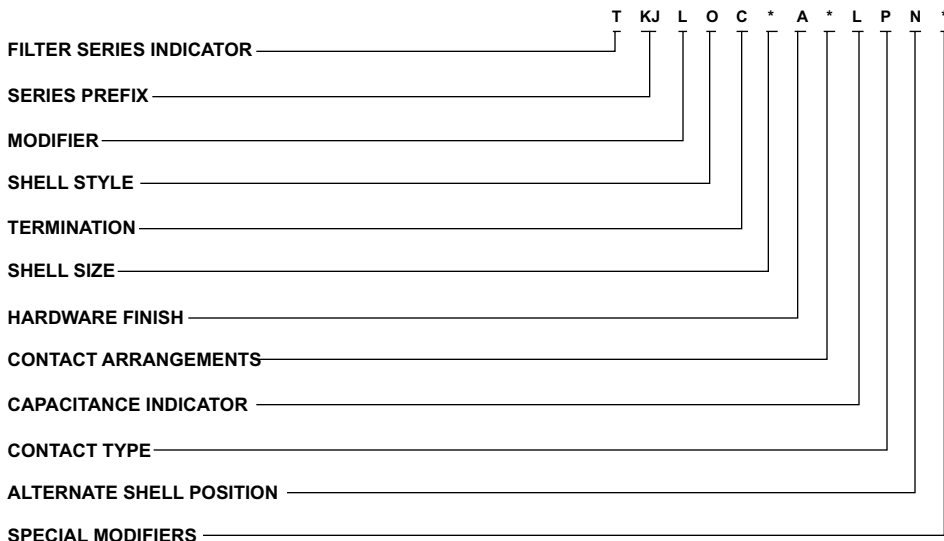 T KJ L O C * A * L P N *
FILTER SERIES INDICATOR
SERIES PREFIX
MODIFIER
SHELL STYLE
TERMINATION
SHELL SIZE
HARDWARE FINISH
CONTACT ARRANGEMENTS
CAPACITANCE INDICATOR
CONTACT TYPE
ALTERNATE SHELL POSITION
SPECIAL MODIFIERS